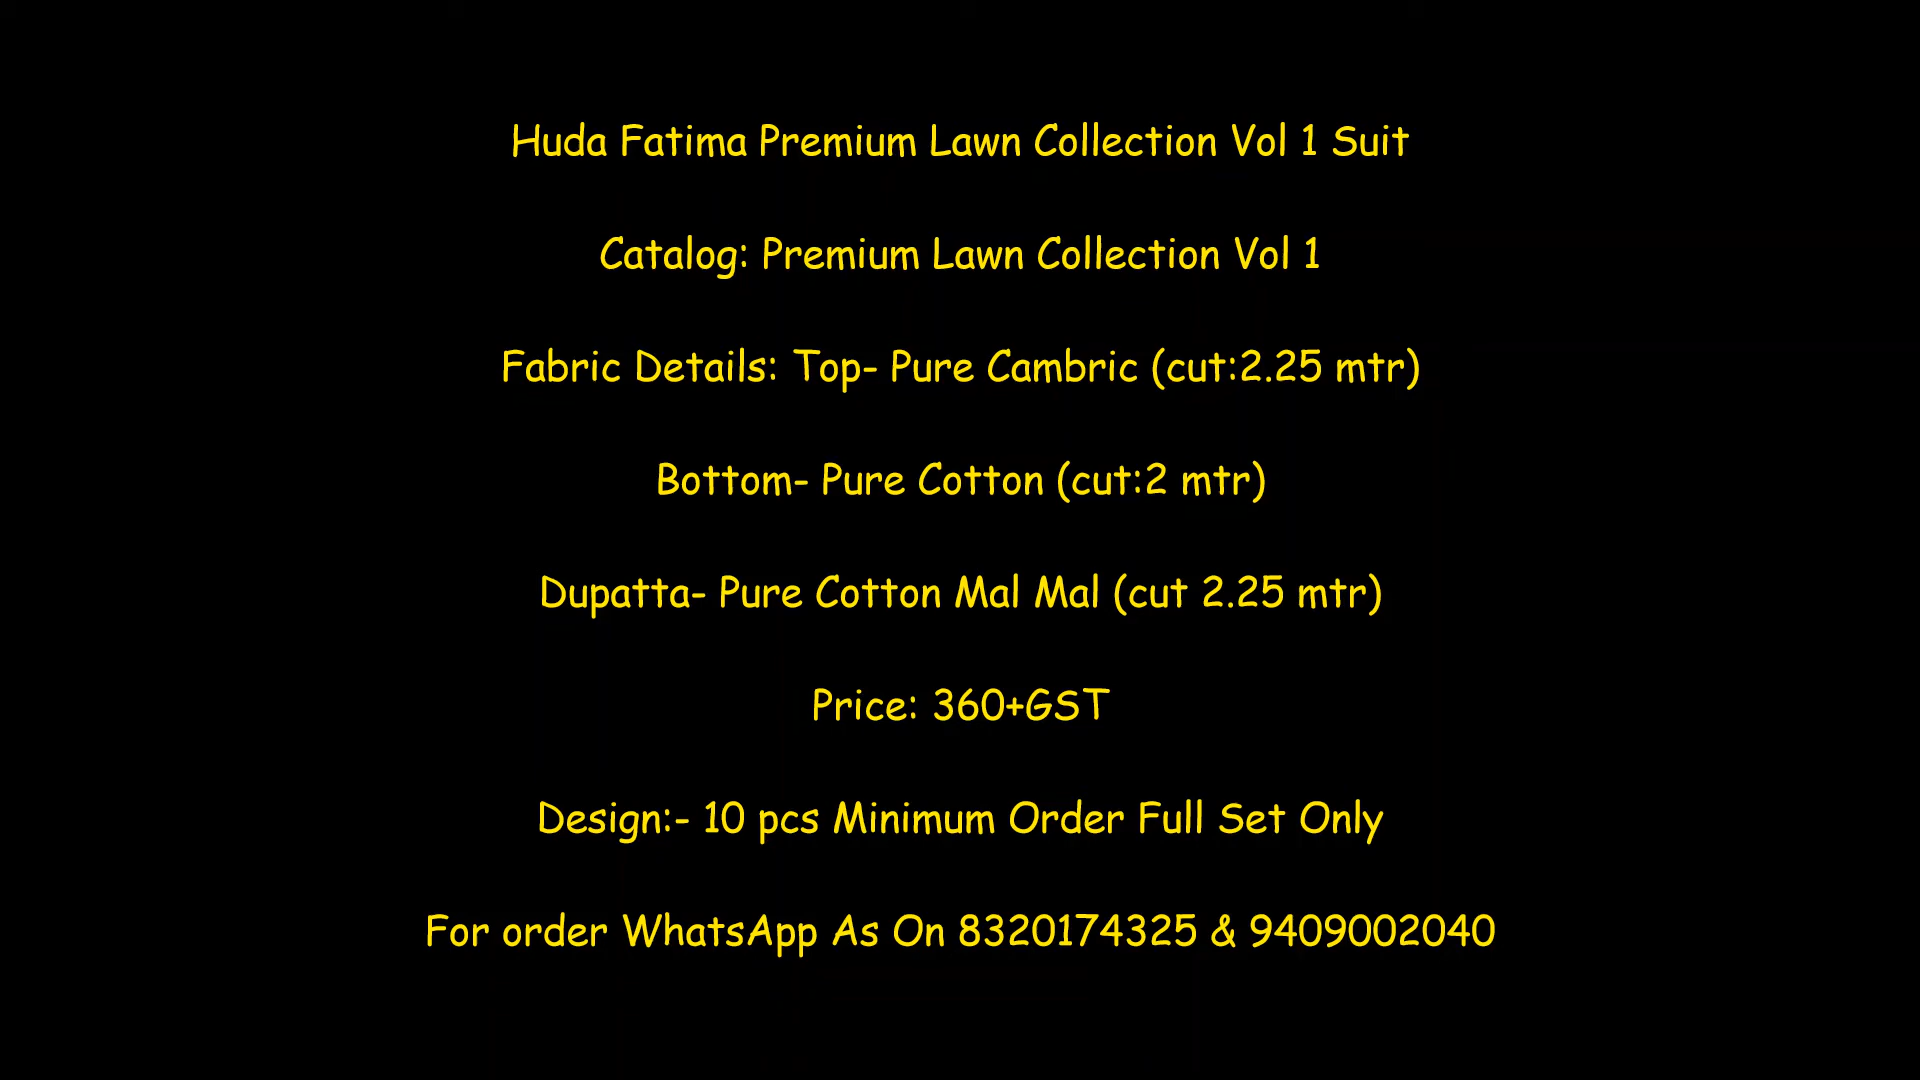 Huda Fatima Premium Lawn Collection Vol 1 Suit
Catalog: Premium Lawn Collection Vol 1
Fabric Details: Top- Pure Cambric (cut:2.25 mtr)
Bottom- Pure Cotton (cut:2 mtr)
Dupatta- Pure Cotton Mal Mal (cut 2.25 mtr)
Price: 360+GST
Design:- 10 pcs Minimum Order Full Set Only
For order WhatsApp As On 8320174325 & 9409002040